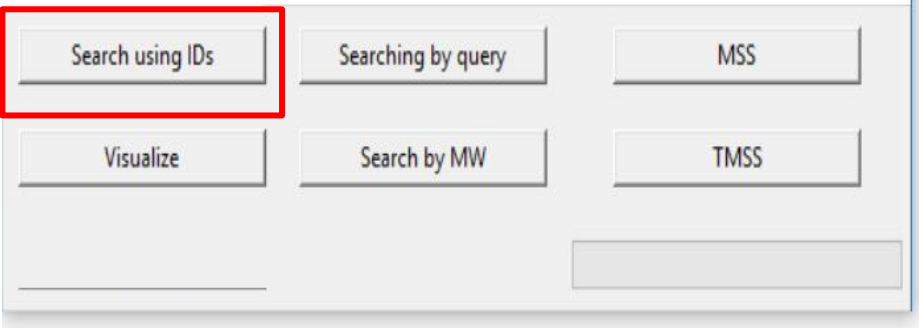 Search using IDs
Searching by query
MSS
Visualize
Search by MW
TMSS